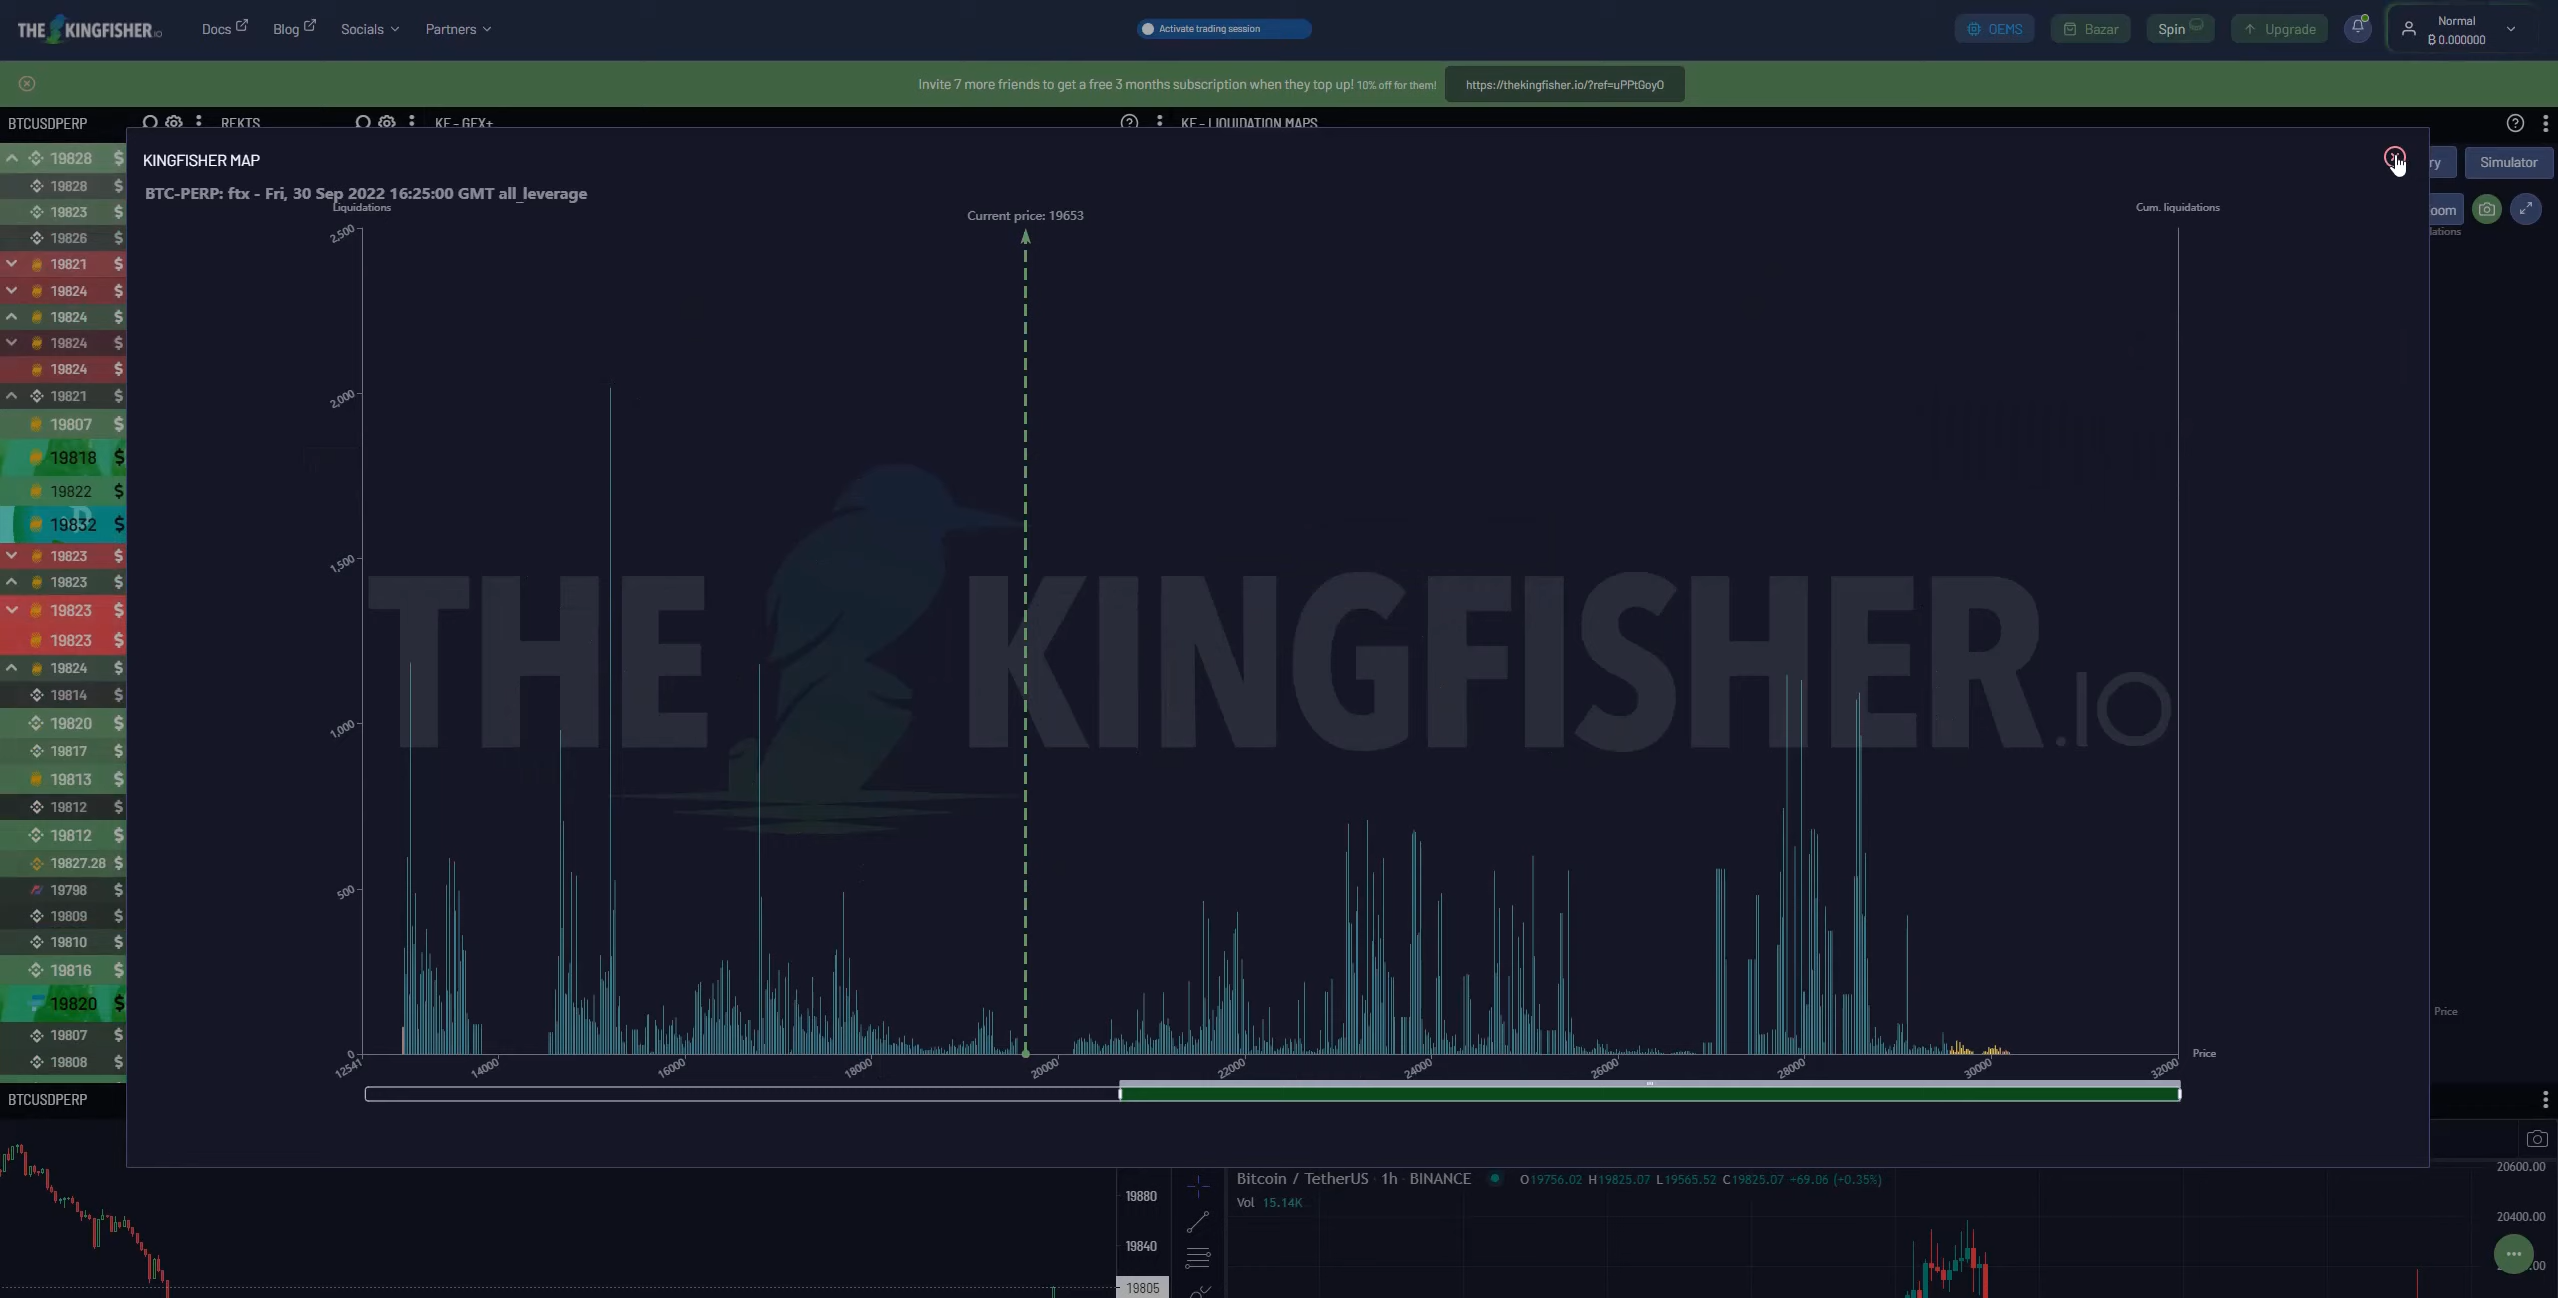 THE KINGFISHER.IO
Docs
Blog
Socials
Partners
Activate trading session
OEMS
Bazar
Spin
Upgrade
Normal
₿ 0.000000
Invite 7 more friends to get a free 3 months subscription when they top up! 10% off for them!
https://thekingfisher.io/?ref=uPPtGoyO
BTCUSDPERP
REKTS
KF - GEX+
KF - LIQUIDATION MAPS
19828 $
19828 $
19823 $
19826 $
19821 $
19824 $
19824 $
19824 $
19824 $
19821 $
19807 $
19818 $
19822 $
19832 $
19823 $
19823 $
19823 $
19823 $
19824 $
19814 $
19820 $
19817 $
19813 $
19812 $
19812 $
19827.28 $
19798 $
19809 $
19810 $
19816 $
19820 $
19807 $
19808 $
KINGFISHER MAP
ry
Simulator
oom
lations
BTC-PERP: ftx - Fri, 30 Sep 2022 16:25:00 GMT all_leverage
Liquidations
Current price: 19653
Cum. liquidations
2,500
2,000
1,500
1,000
500
0
THE KINGFISHER.IO
Price
Price
12541 14000 16000 18000 20000 22000 24000 26000 28000 30000 32000
BTCUSDPERP
19880
19840
19805
Bitcoin / TetherUS · 1h · BINANCE
O19756.02 H19825.07 L19565.52 C19825.07 +69.06 (+0.35%)
Vol 15.14K
20600.00
20400.00